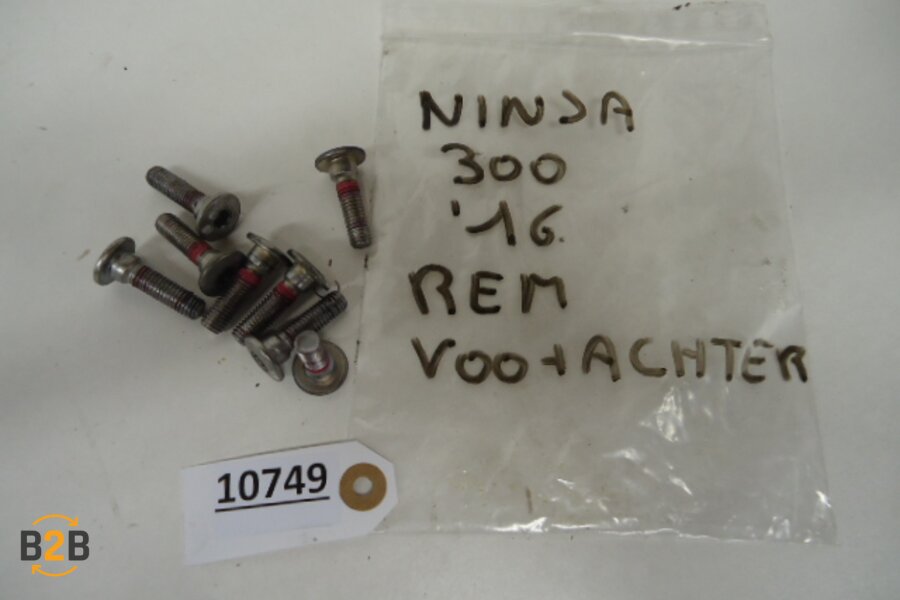 NINJA
300
'16.
REM
VOO+ACHTER
10749
B2B